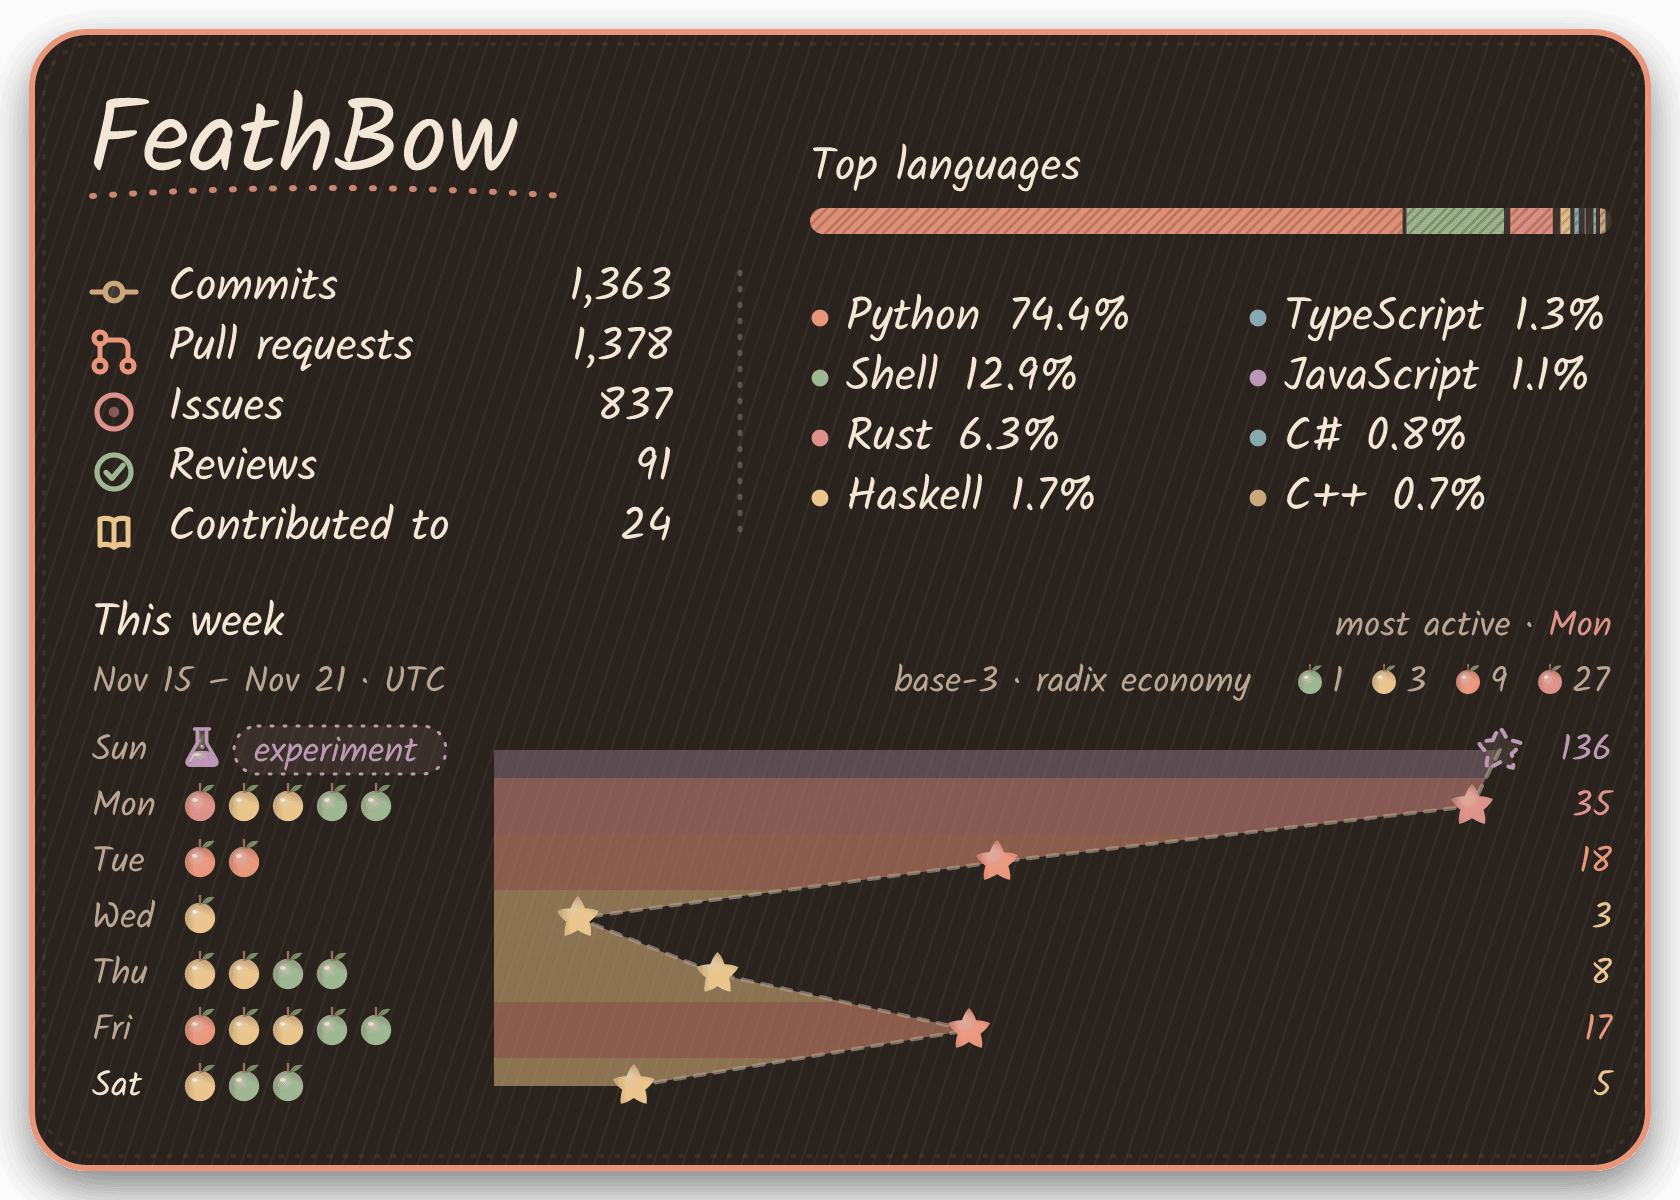 FeathBow
Commits 1,363
Pull requests 1,378
Issues 837
Reviews 91
Contributed to 24
Top languages
Python 74.4%
Shell 12.9%
Rust 6.3%
Haskell 1.7%
TypeScript 1.3%
JavaScript 1.1%
C# 0.8%
C++ 0.7%
This week
most active · Mon
Nov 15 – Nov 21 · UTC
base-3 · radix economy 1 3 9 27
Sun experiment 136
Mon 35
Tue 18
Wed 3
Thu 8
Fri 17
Sat 5